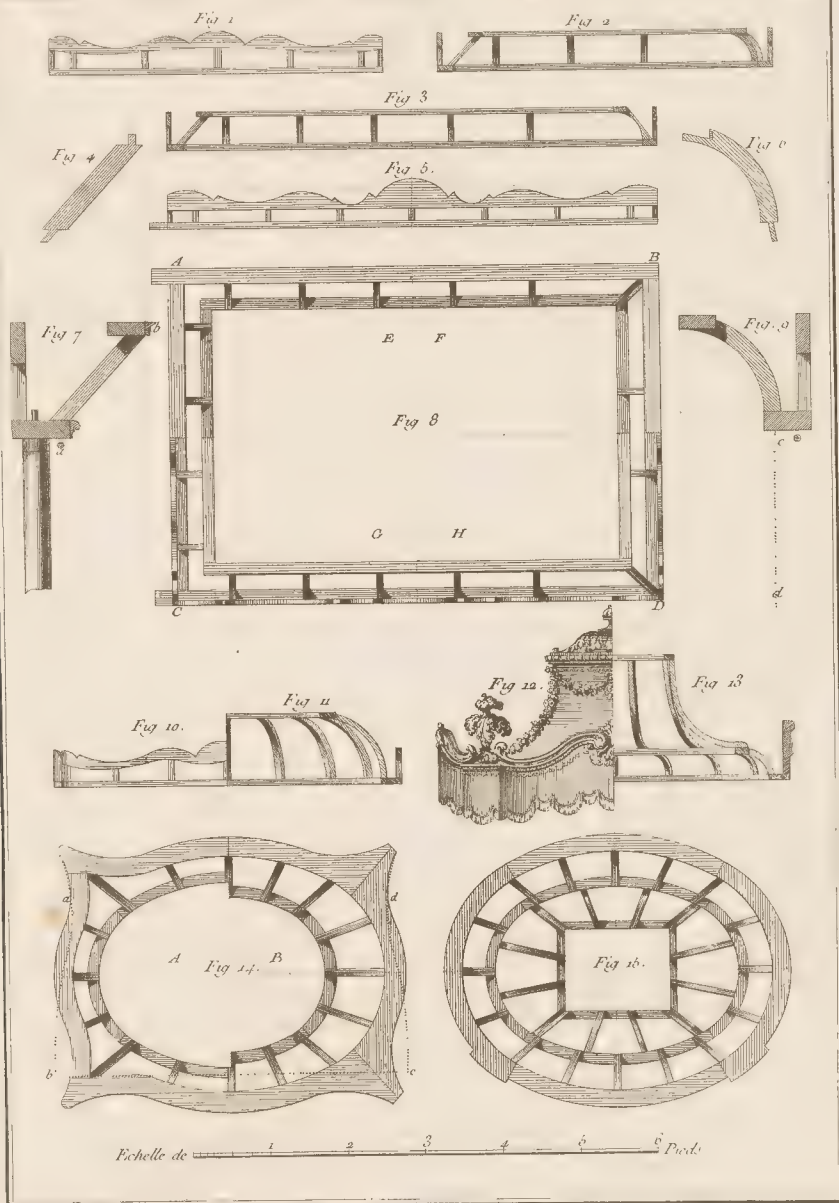 Fig 1
Fig 2
Fig 3
Fig 4
Fig 5.
Fig 6
A
B
Fig 7
b
a
E F
Fig 8
G H
Fig. 9
c
d
C
D
Fig 10.
Fig 11
Fig 12.
Fig 13
a
d
A Fig 14. B
b
c
Fig 15.
Echelle de 1 2 3 4 5 6 Pieds